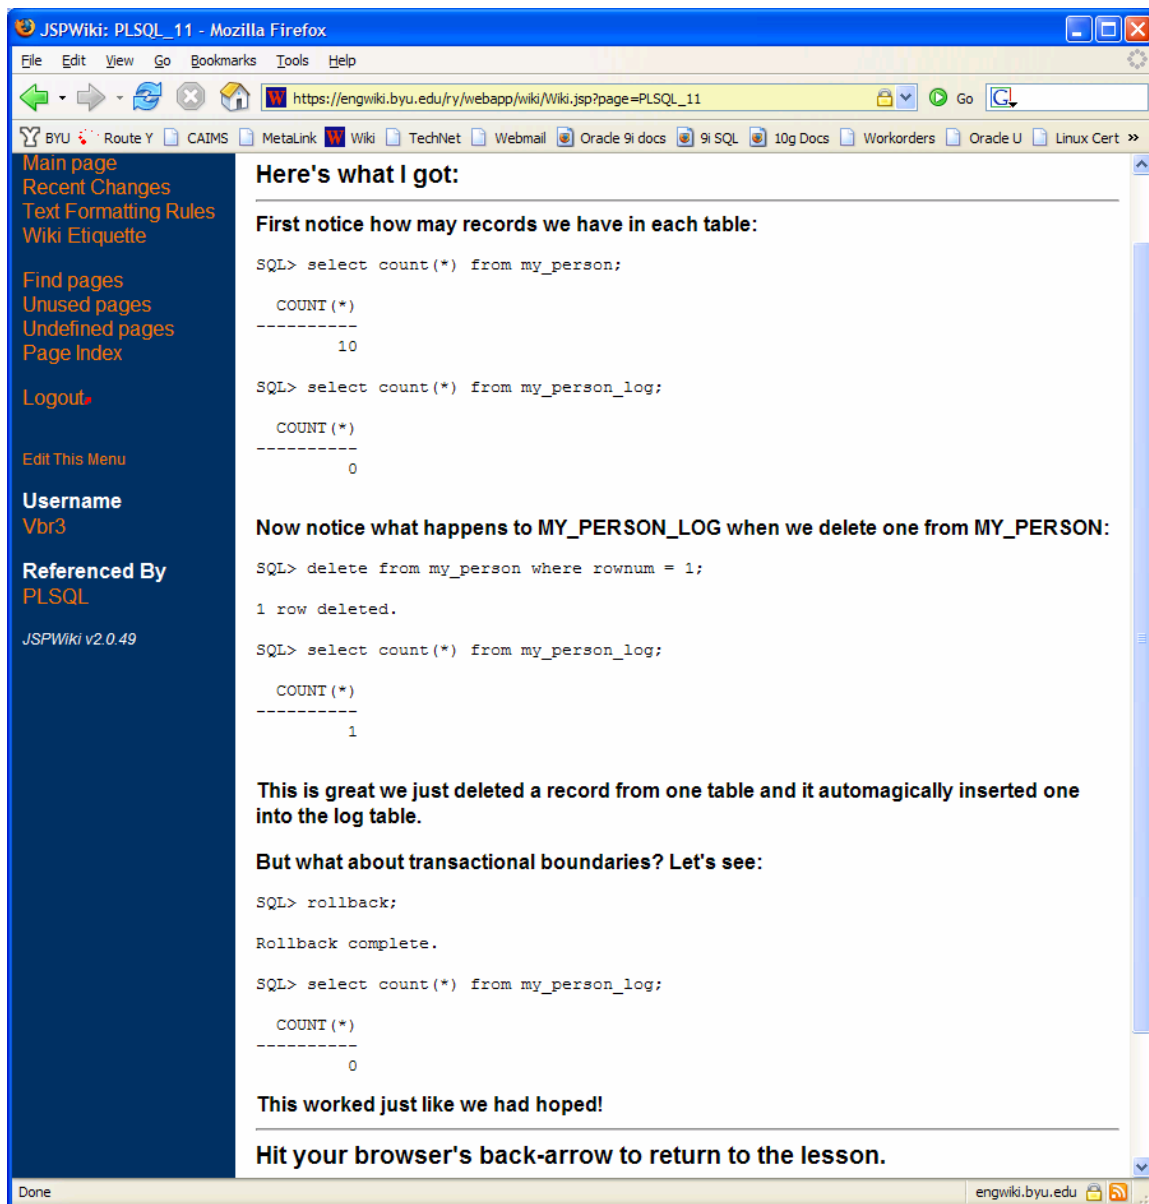 JSPWiki: PLSQL_11 - Mozilla Firefox
File Edit View Go Bookmarks Tools Help
https://engwiki.byu.edu/ry/webapp/wiki/Wiki.jsp?page=PLSQL_11 Go
BYU Route Y CAIMS MetaLink Wiki TechNet Webmail Oracle 9i docs 9i SQL 10g Docs Workorders Oracle U Linux Cert »
Main page
Recent Changes
Text Formatting Rules
Wiki Etiquette
Find pages
Unused pages
Undefined pages
Page Index
Logout
Edit This Menu
Username
Vbr3
Referenced By
PLSQL
JSPWiki v2.0.49
Here's what I got:
First notice how may records we have in each table:
SQL> select count(*) from my_person;
COUNT(*)
----------
10
SQL> select count(*) from my_person_log;
COUNT(*)
----------
0
Now notice what happens to MY_PERSON_LOG when we delete one from MY_PERSON:
SQL> delete from my_person where rownum = 1;
1 row deleted.
SQL> select count(*) from my_person_log;
COUNT(*)
----------
1
This is great we just deleted a record from one table and it automagically inserted one
into the log table.
But what about transactional boundaries? Let's see:
SQL> rollback;
Rollback complete.
SQL> select count(*) from my_person_log;
COUNT(*)
----------
0
This worked just like we had hoped!
Hit your browser's back-arrow to return to the lesson.
Done engwiki.byu.edu